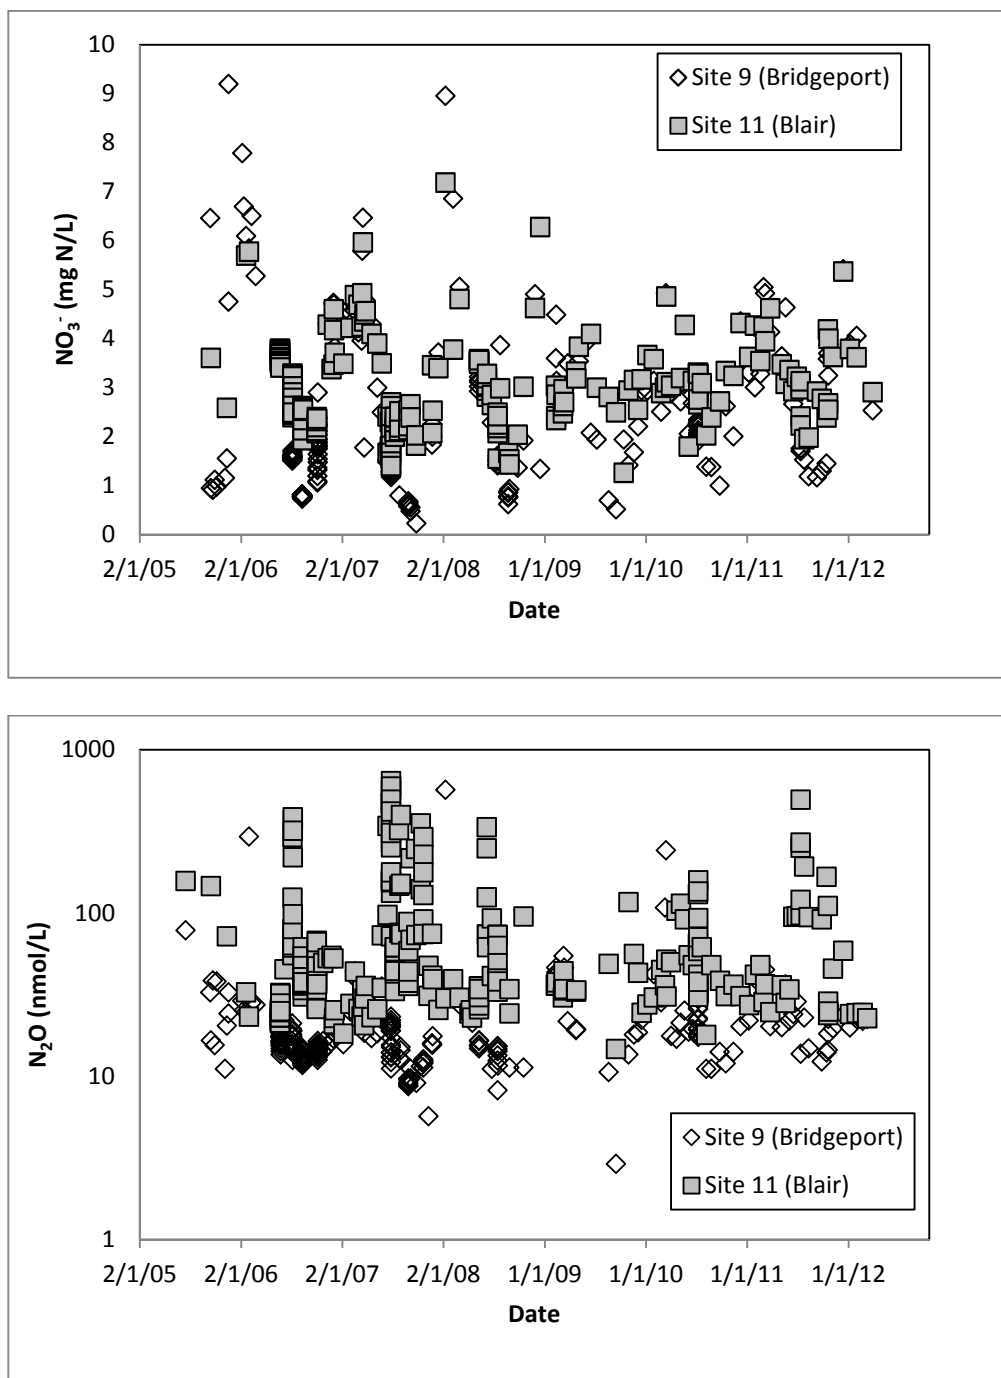 10
9
8
7
6
5
4
3
2
1
0
NO₃⁻ (mg N/L)
Site 9 (Bridgeport)
Site 11 (Blair)
2/1/05 2/1/06 2/1/07 2/1/08 1/1/09 1/1/10 1/1/11 1/1/12
Date
1000
100
10
1
N₂O (nmol/L)
Site 9 (Bridgeport)
Site 11 (Blair)
2/1/05 2/1/06 2/1/07 2/1/08 1/1/09 1/1/10 1/1/11 1/1/12
Date